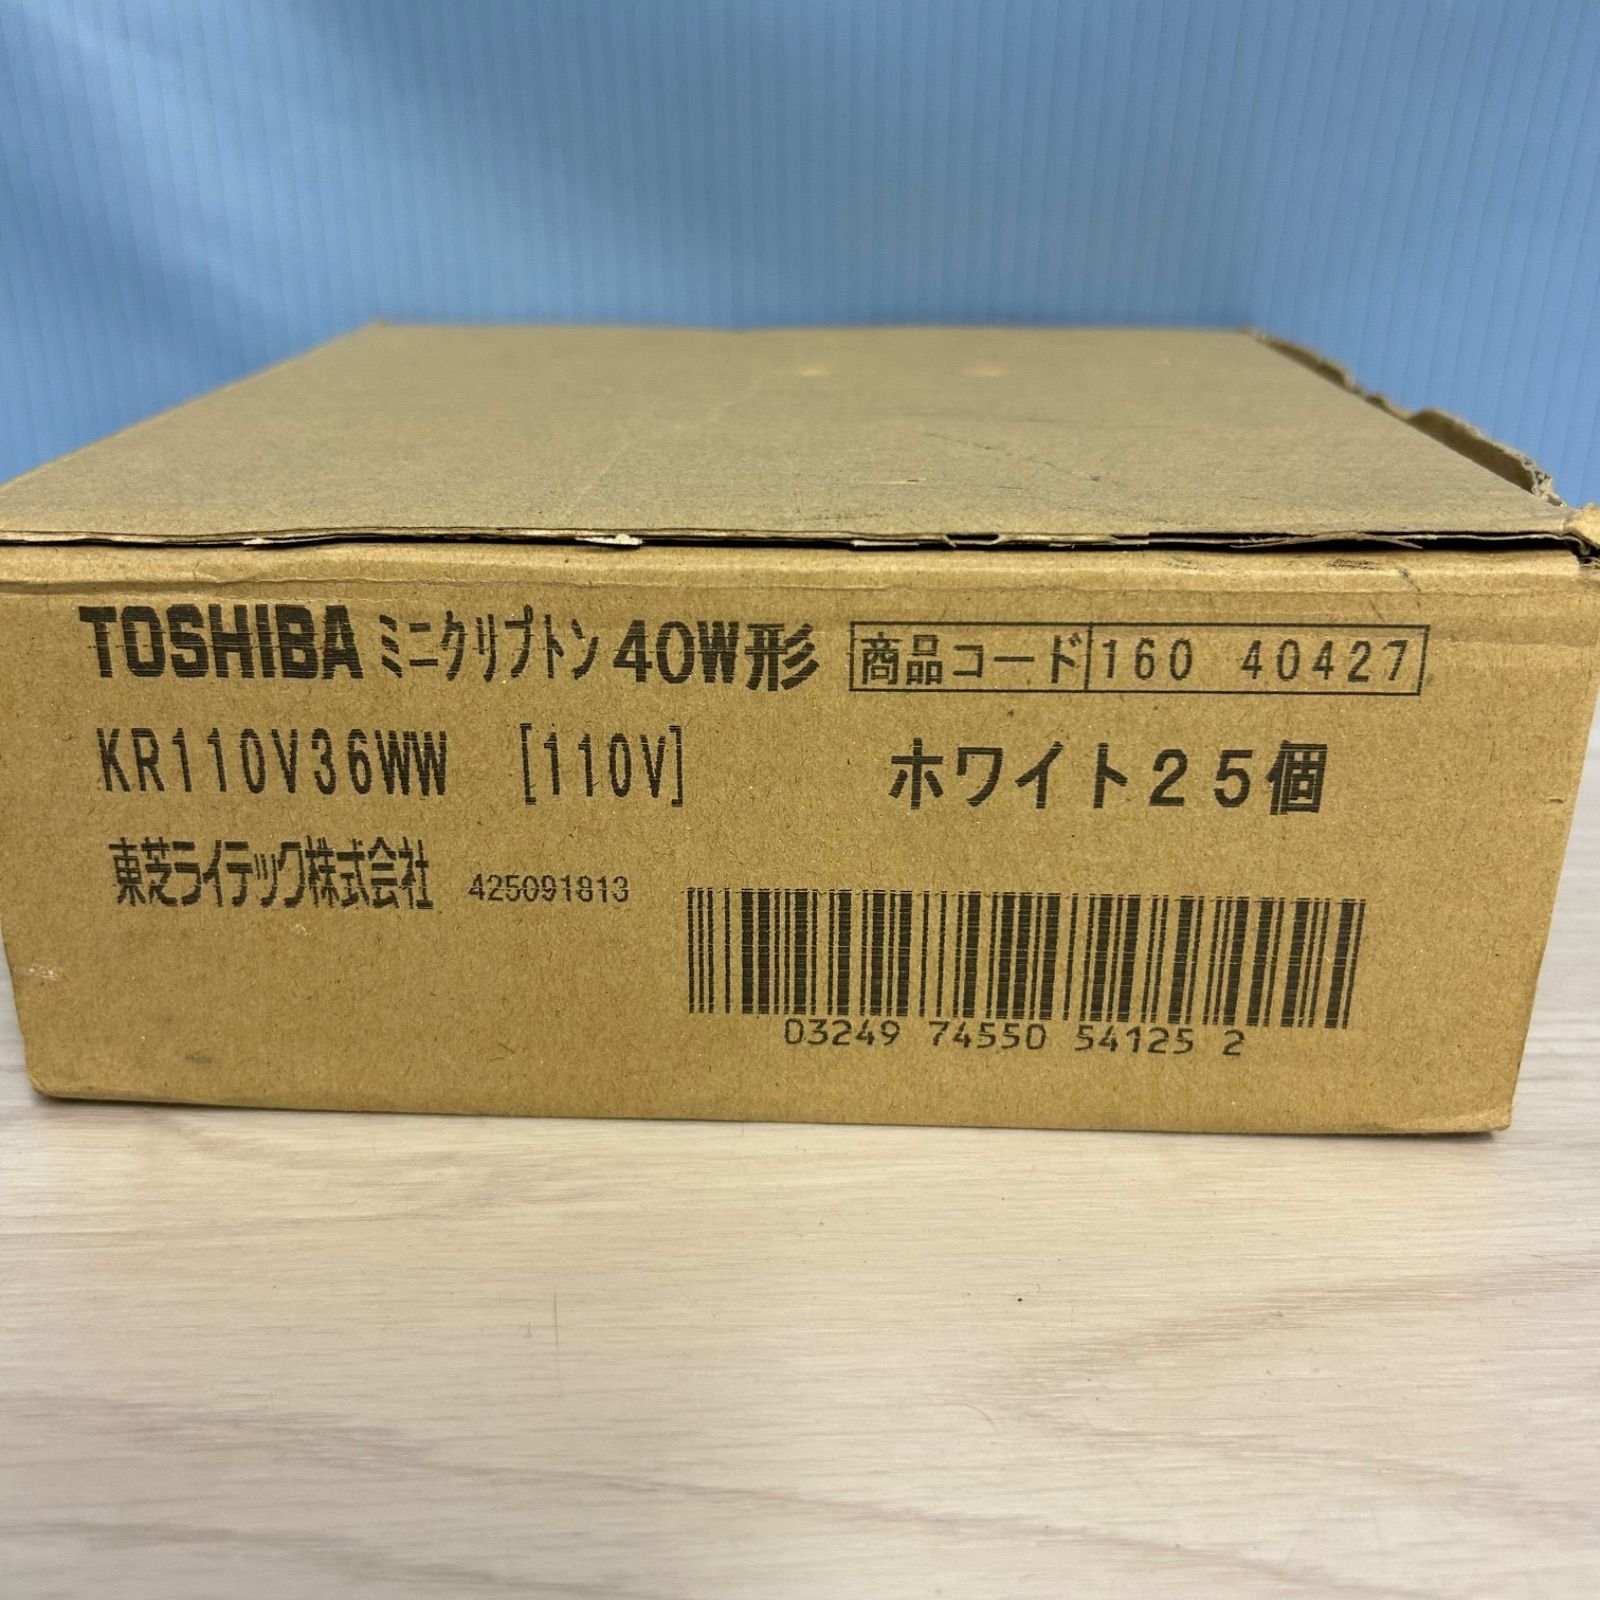 TOSHIBA ミニクリプトン 40W形 商品コード 160 40427
KR110V36WW [110V] ホワイト25個
東芝ライテック株式会社 425091813
03249 74550 54125 2